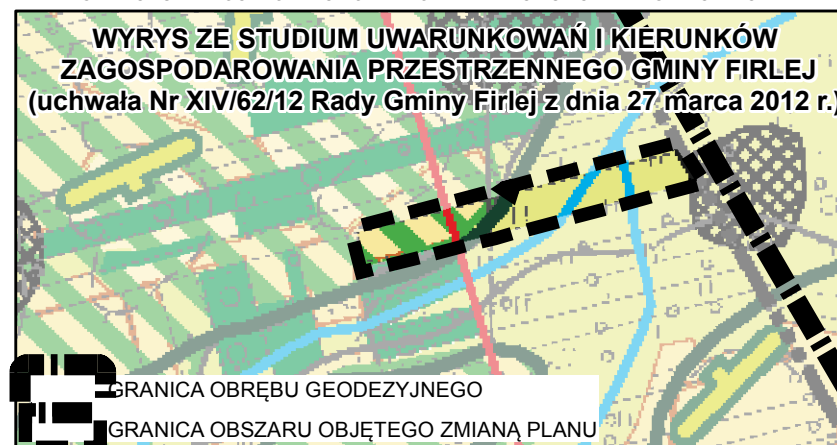 WYRYS ZE STUDIUM UWARUNKOWAŃ I KIERUNKÓW
ZAGOSPODAROWANIA PRZESTRZENNEGO GMINY FIRLEJ
(uchwała Nr XIV/62/12 Rady Gminy Firlej z dnia 27 marca 2012 r.)
GRANICA OBRĘBU GEODEZYJNEGO
GRANICA OBSZARU OBJĘTEGO ZMIANĄ PLANU